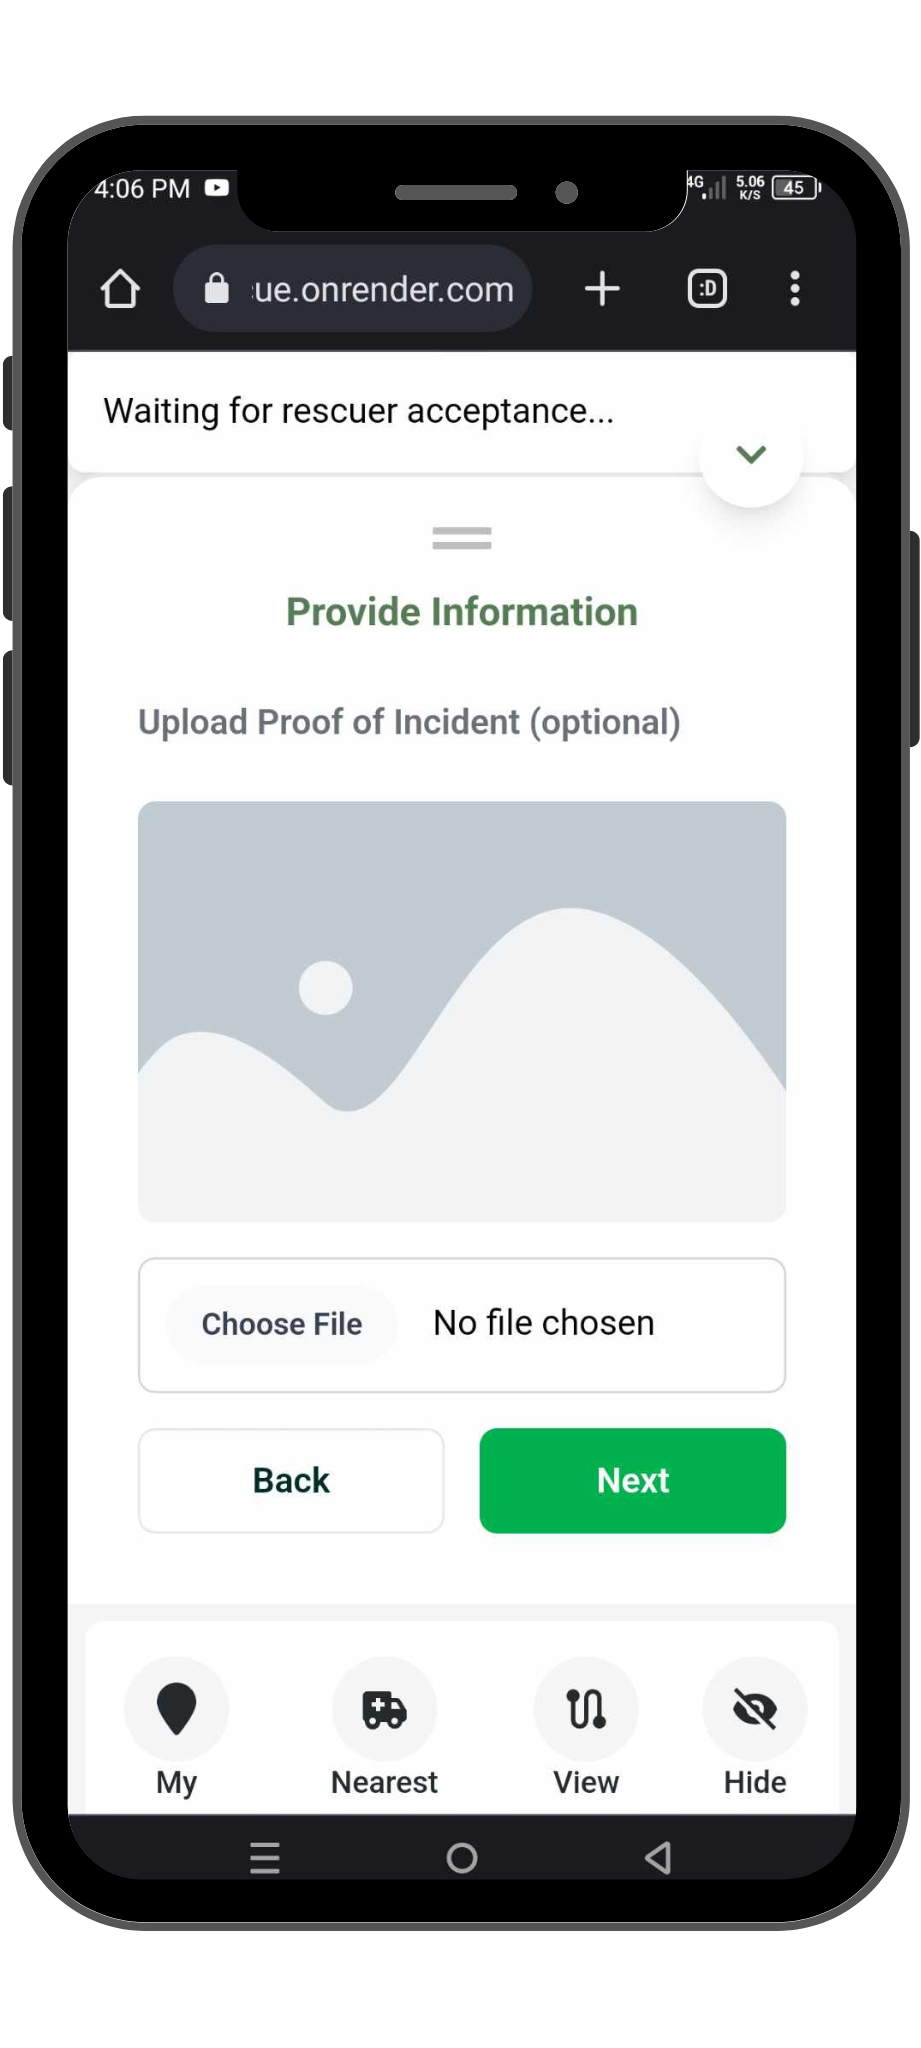 4:06 PM
4G 5.06 K/S 45
ue.onrender.com
:D
Waiting for rescuer acceptance...
Provide Information
Upload Proof of Incident (optional)
Choose File No file chosen
Back Next
My Nearest View Hide